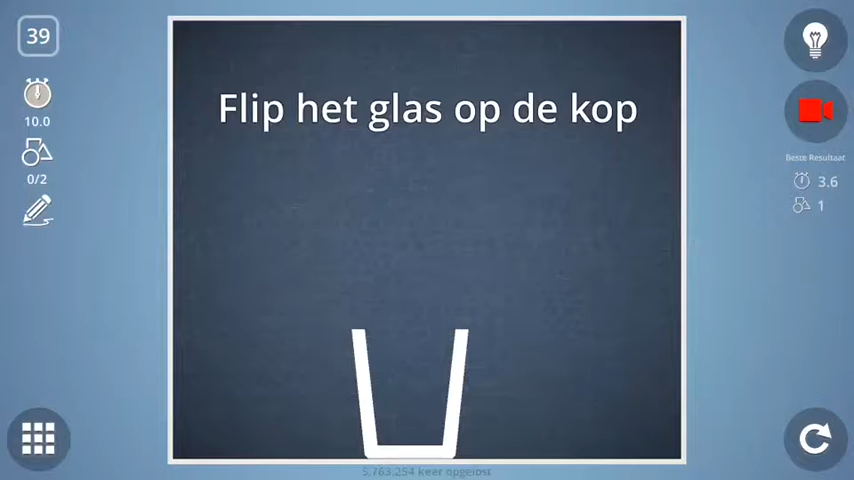 39
Flip het glas op de kop
10.0
0/2
Beste Resultaat
3.6
1
5,763,254 keer opgelost